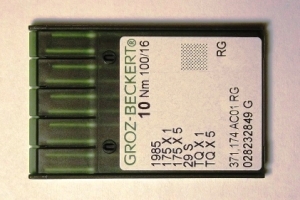 GROZ-BECKERT®
10 Nm 100/16
RG
1985
175 X 1
175 X 5
29 S
TQ X 1
TQ X 5
371.174 AC01 RG
028232849 G